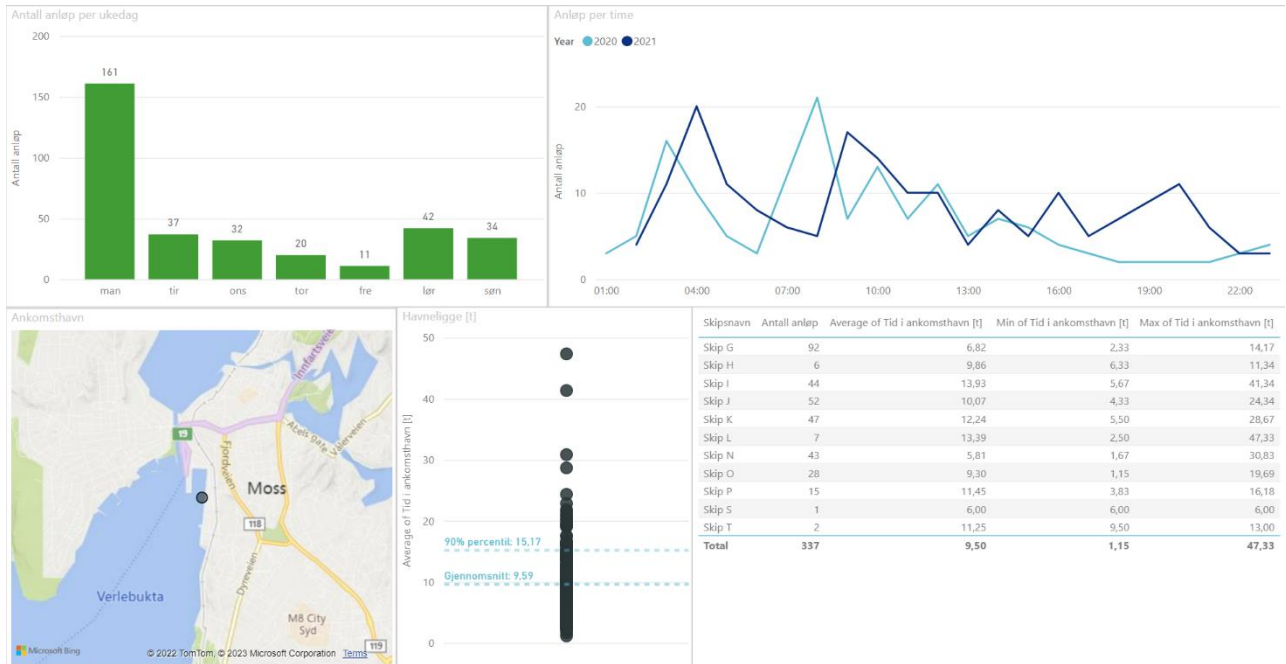 Antall anløp per ukedag
200
150
100
50
0
Antall anløp
161
37
32
20
11
42
34
man tir ons tor fre lør søn
Anløp per time
Year 2020 2021
20
10
0
Antall anløp
01:00 04:00 07:00 10:00 13:00 16:00 19:00 22:00
Ankomsthavn
Innfartsveien
19
Fjordveien
Abels gate
Vålerveien
Moss
118
Dyreveien
Verlebukta
M8 City
Syd
119
Microsoft Bing
© 2022 TomTom, © 2023 Microsoft Corporation Terms
Havneligge [t]
50
40
30
20
10
0
Average of Tid i ankomsthavn [t]
90% percentil: 15,17
Gjennomsnitt: 9,59
Skipsnavn Antall anløp Average of Tid i ankomsthavn [t] Min of Tid i ankomsthavn [t] Max of Tid i ankomsthavn [t]
Skip G 92 6,82 2,33 14,17
Skip H 6 9,86 6,33 11,34
Skip I 44 13,93 5,67 41,34
Skip J 52 10,07 4,33 24,34
Skip K 47 12,24 5,50 28,67
Skip L 7 13,39 2,50 47,33
Skip N 43 5,81 1,67 30,83
Skip O 28 9,30 1,15 19,69
Skip P 15 11,45 3,83 16,18
Skip S 1 6,00 6,00 6,00
Skip T 2 11,25 9,50 13,00
Total 337 9,50 1,15 47,33